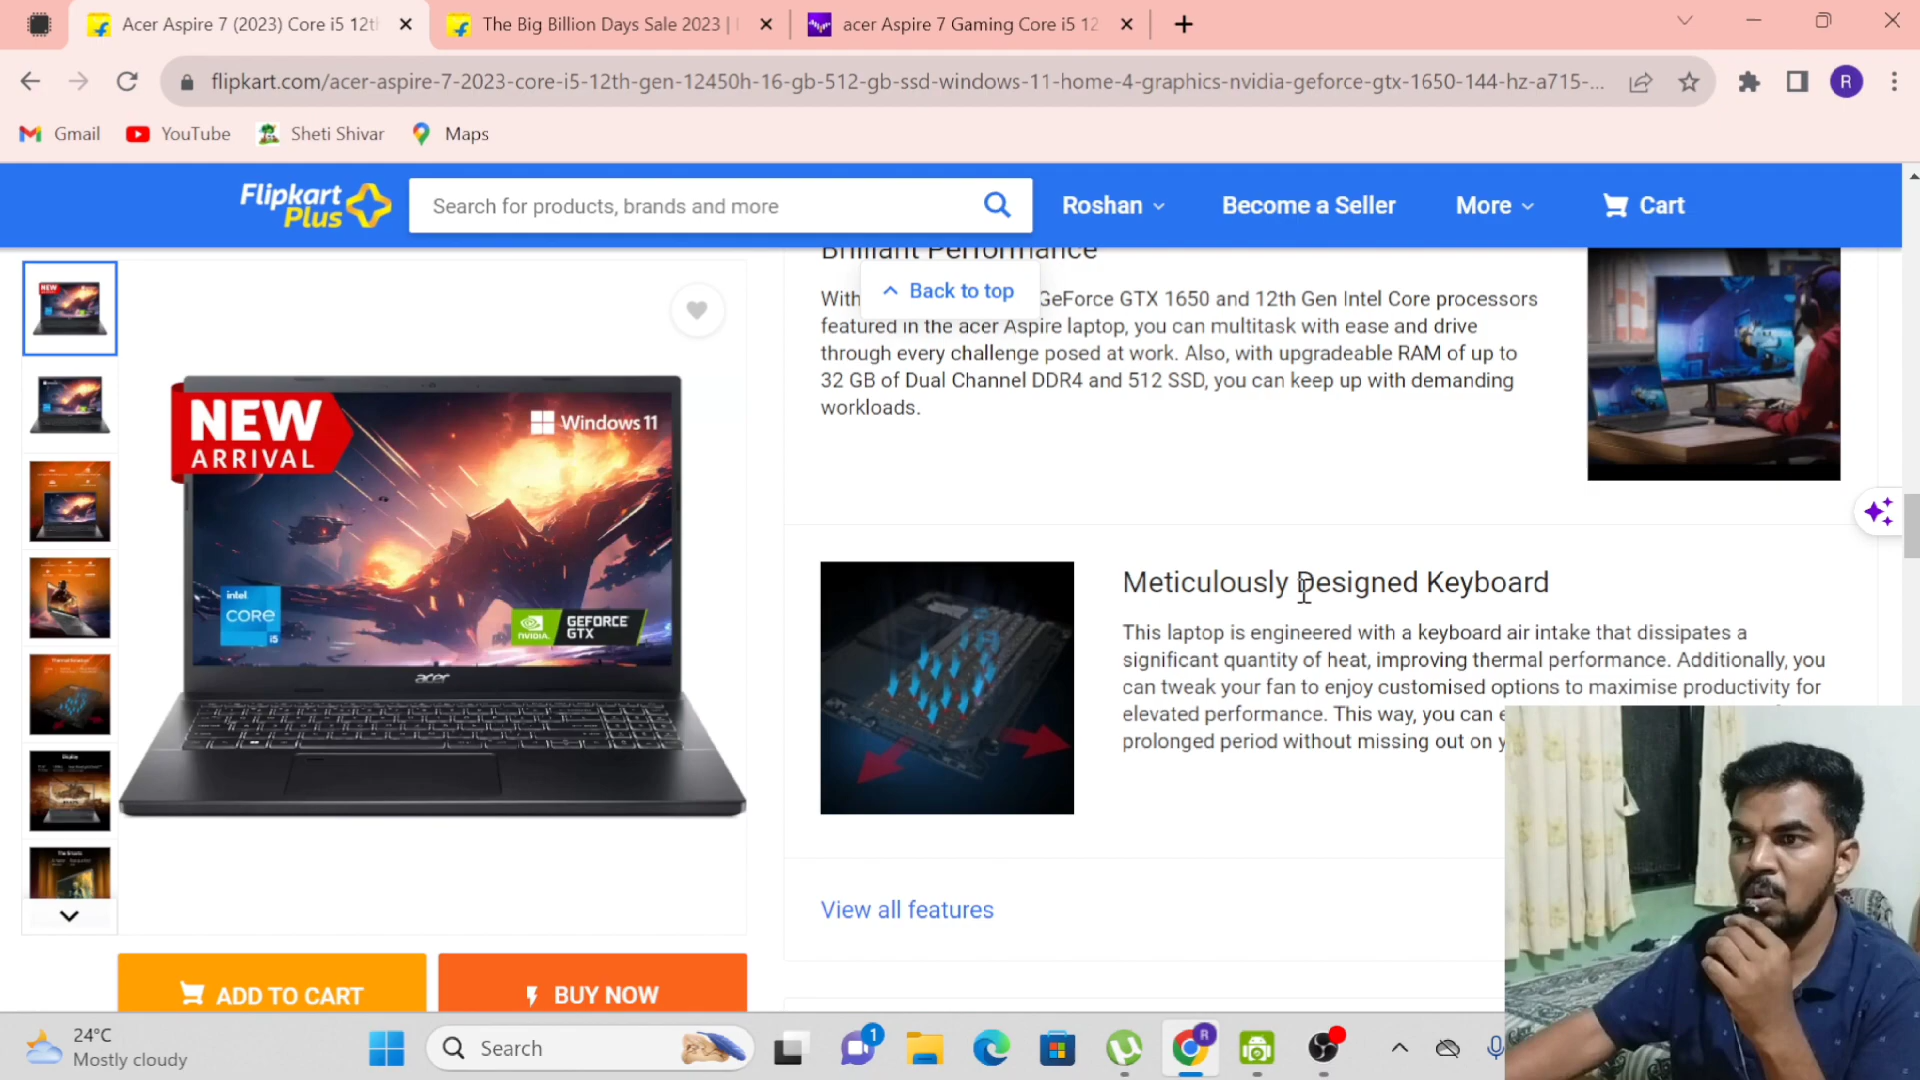 Acer Aspire 7 (2023) Core i5 12th
The Big Billion Days Sale 2023 |
acer Aspire 7 Gaming Core i5 12
flipkart.com/acer-aspire-7-2023-core-i5-12th-gen-12450h-16-gb-512-gb-ssd-windows-11-home-4-graphics-nvidia-geforce-gtx-1650-144-hz-a715-...
R
Gmail
YouTube
Sheti Shivar
Maps
Flipkart
Plus
Search for products, brands and more
Roshan
Become a Seller
More
Cart
Brilliant Performance
Back to top
With GeForce GTX 1650 and 12th Gen Intel Core processors
featured in the acer Aspire laptop, you can multitask with ease and drive
through every challenge posed at work. Also, with upgradeable RAM of up to
32 GB of Dual Channel DDR4 and 512 SSD, you can keep up with demanding
workloads.
NEW
ARRIVAL
Windows 11
intel
CORE
i5
NVIDIA.
GEFORCE
GTX
acer
Meticulously Designed Keyboard
This laptop is engineered with a keyboard air intake that dissipates a
significant quantity of heat, improving thermal performance. Additionally, you
can tweak your fan to enjoy customised options to maximise productivity for
elevated performance. This way, you can
prolonged period without missing out on
View all features
ADD TO CART
BUY NOW
24°C
Mostly cloudy
Search
1
R